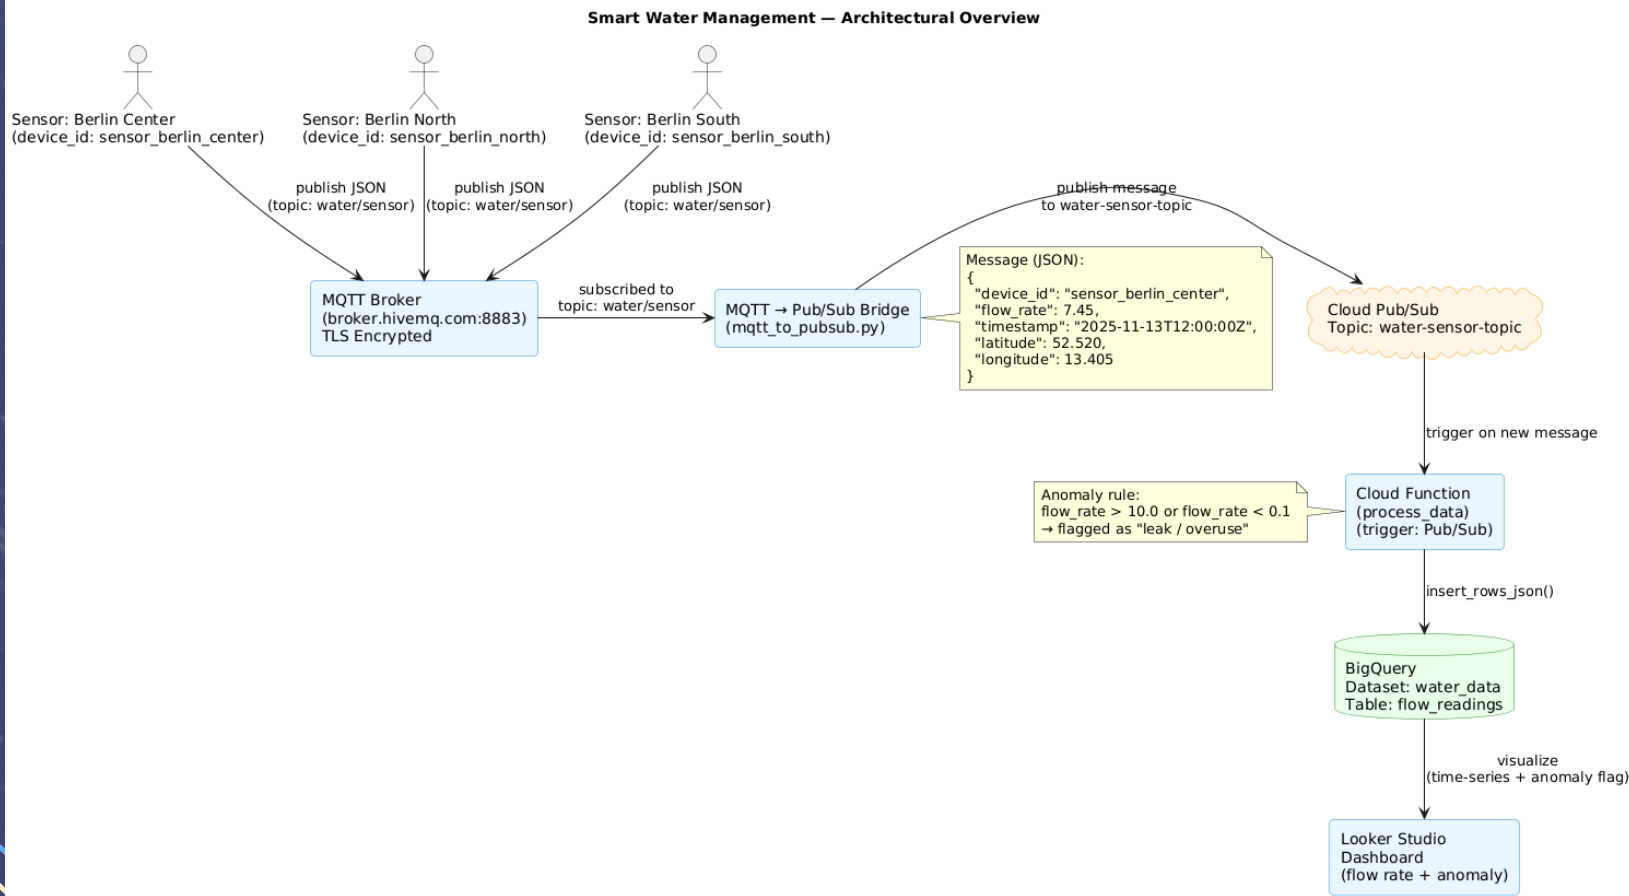 Smart Water Management — Architectural Overview
Sensor: Berlin Center
(device_id: sensor_berlin_center)
Sensor: Berlin North
(device_id: sensor_berlin_north)
Sensor: Berlin South
(device_id: sensor_berlin_south)
publish JSON
(topic: water/sensor)
publish JSON
(topic: water/sensor)
publish JSON
(topic: water/sensor)
publish message
to water-sensor-topic
MQTT Broker
(broker.hivemq.com:8883)
TLS Encrypted
subscribed to
topic: water/sensor
MQTT → Pub/Sub Bridge
(mqtt_to_pubsub.py)
Message (JSON):
{
"device_id": "sensor_berlin_center",
"flow_rate": 7.45,
"timestamp": "2025-11-13T12:00:00Z",
"latitude": 52.520,
"longitude": 13.405
}
Cloud Pub/Sub
Topic: water-sensor-topic
trigger on new message
Anomaly rule:
flow_rate > 10.0 or flow_rate < 0.1
→ flagged as "leak / overuse"
Cloud Function
(process_data)
(trigger: Pub/Sub)
insert_rows_json()
BigQuery
Dataset: water_data
Table: flow_readings
visualize
(time-series + anomaly flag)
Looker Studio
Dashboard
(flow rate + anomaly)